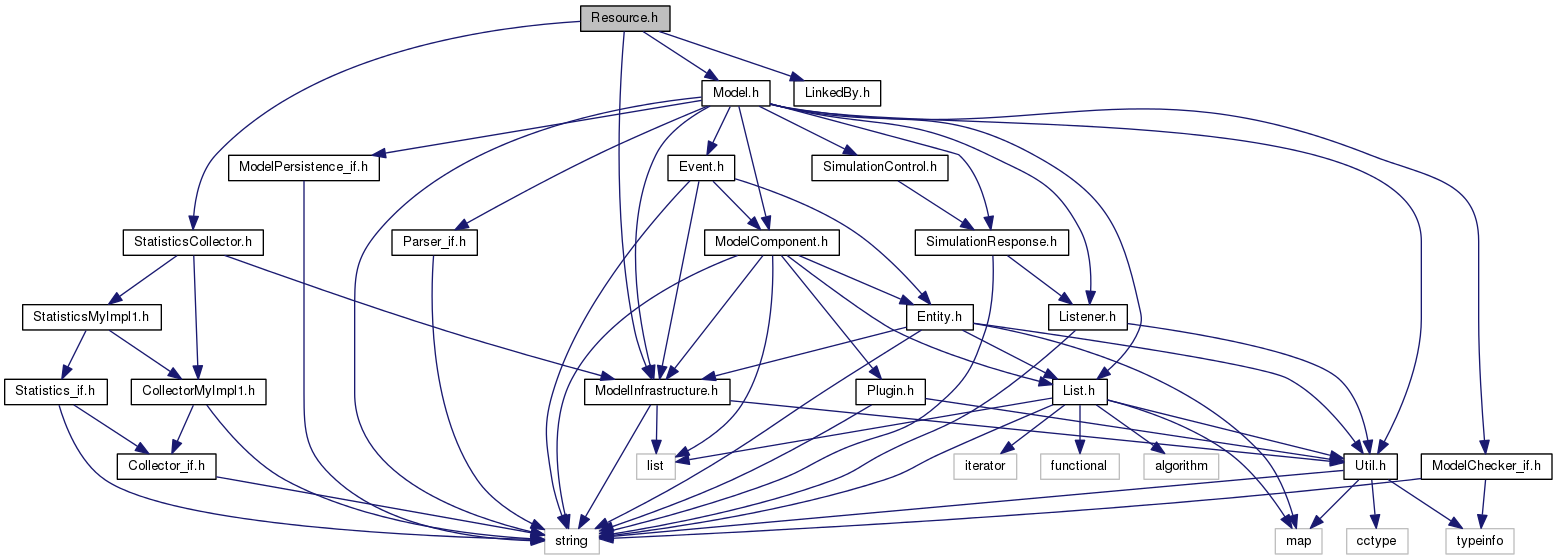 Resource.h
Model.h
LinkedBy.h
ModelPersistence_if.h
Event.h
SimulationControl.h
StatisticsCollector.h
Parser_if.h
ModelComponent.h
SimulationResponse.h
StatisticsMyImpl1.h
Entity.h
Listener.h
Statistics_if.h
CollectorMyImpl1.h
ModelInfrastructure.h
Plugin.h
List.h
Collector_if.h
list
iterator
functional
algorithm
Util.h
ModelChecker_if.h
string
map
cctype
typeinfo